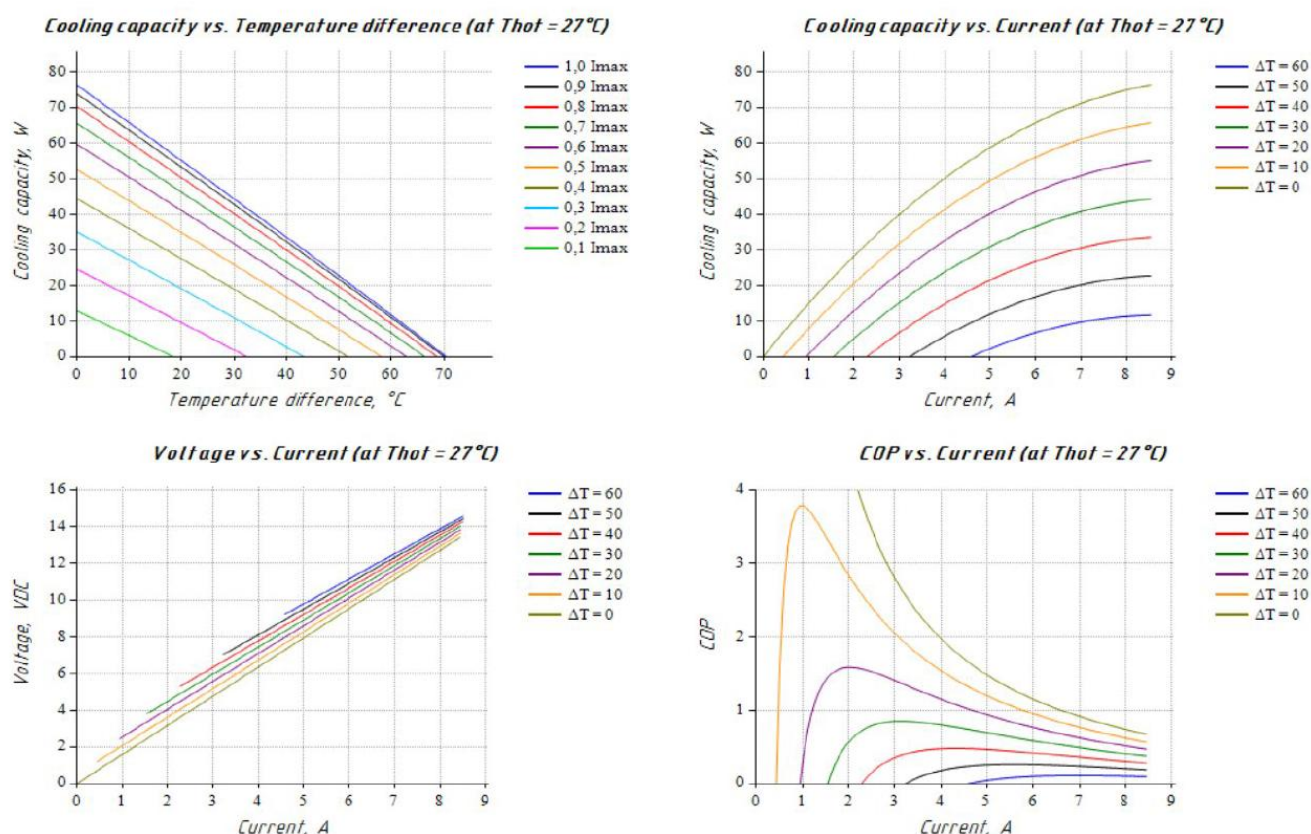 Cooling capacity vs. Temperature difference (at Thot = 27°C)
80
70
60
50
40
30
20
10
0
Cooling capacity, W
0 10 20 30 40 50 60 70
Temperature difference, °C
1,0 Imax
0,9 Imax
0,8 Imax
0,7 Imax
0,6 Imax
0,5 Imax
0,4 Imax
0,3 Imax
0,2 Imax
0,1 Imax
Cooling capacity vs. Current (at Thot = 27°C)
80
70
60
50
40
30
20
10
0
Cooling capacity, W
0 1 2 3 4 5 6 7 8 9
Current, A
ΔT = 60
ΔT = 50
ΔT = 40
ΔT = 30
ΔT = 20
ΔT = 10
ΔT = 0
Voltage vs. Current (at Thot = 27°C)
16
14
12
10
8
6
4
2
0
Voltage, VDC
0 1 2 3 4 5 6 7 8 9
Current, A
ΔT = 60
ΔT = 50
ΔT = 40
ΔT = 30
ΔT = 20
ΔT = 10
ΔT = 0
COP vs. Current (at Thot = 27°C)
4
3
2
1
0
COP
0 1 2 3 4 5 6 7 8 9
Current, A
ΔT = 60
ΔT = 50
ΔT = 40
ΔT = 30
ΔT = 20
ΔT = 10
ΔT = 0